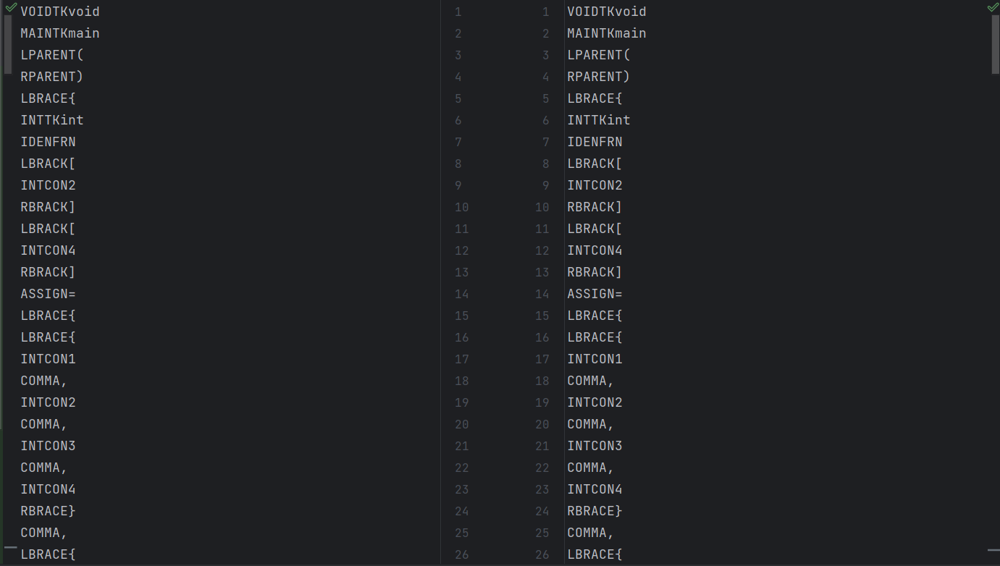 VOIDTKvoid 1 1 VOIDTKvoid
MAINTKmain 2 2 MAINTKmain
LPARENT( 3 3 LPARENT(
RPARENT) 4 4 RPARENT)
LBRACE{ 5 5 LBRACE{
INTTKint 6 6 INTTKint
IDENFRN 7 7 IDENFRN
LBRACK[ 8 8 LBRACK[
INTCON2 9 9 INTCON2
RBRACK] 10 10 RBRACK]
LBRACK[ 11 11 LBRACK[
INTCON4 12 12 INTCON4
RBRACK] 13 13 RBRACK]
ASSIGN= 14 14 ASSIGN=
LBRACE{ 15 15 LBRACE{
LBRACE{ 16 16 LBRACE{
INTCON1 17 17 INTCON1
COMMA, 18 18 COMMA,
INTCON2 19 19 INTCON2
COMMA, 20 20 COMMA,
INTCON3 21 21 INTCON3
COMMA, 22 22 COMMA,
INTCON4 23 23 INTCON4
RBRACE} 24 24 RBRACE}
COMMA, 25 25 COMMA,
LBRACE{ 26 26 LBRACE{